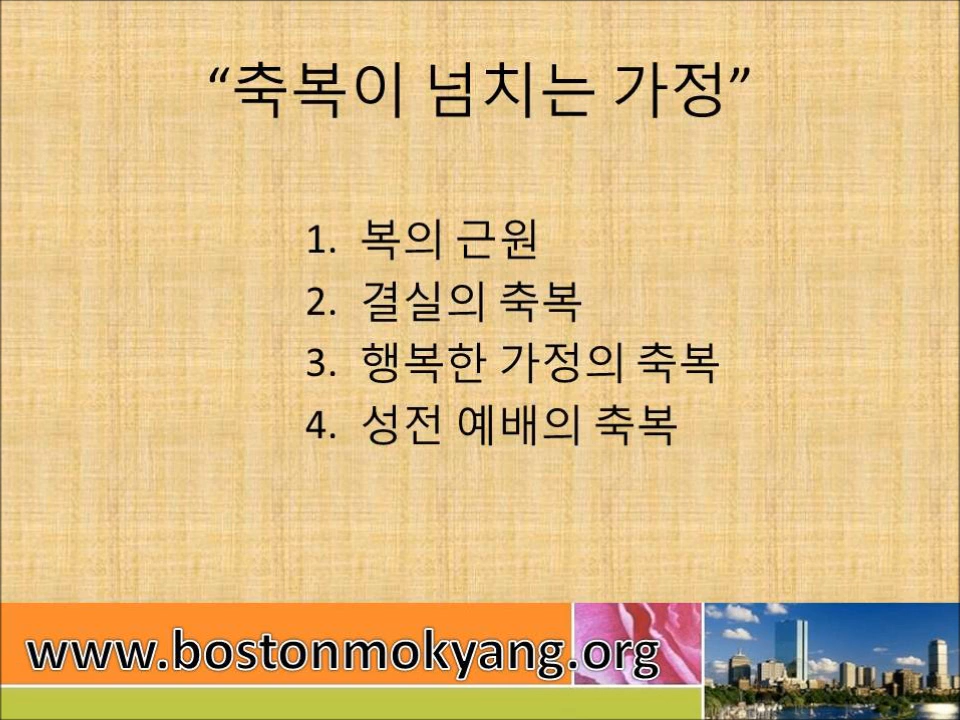 “축복이 넘치는 가정”
1. 복의 근원
2. 결실의 축복
3. 행복한 가정의 축복
4. 성전 예배의 축복
www.bostonmokyang.org